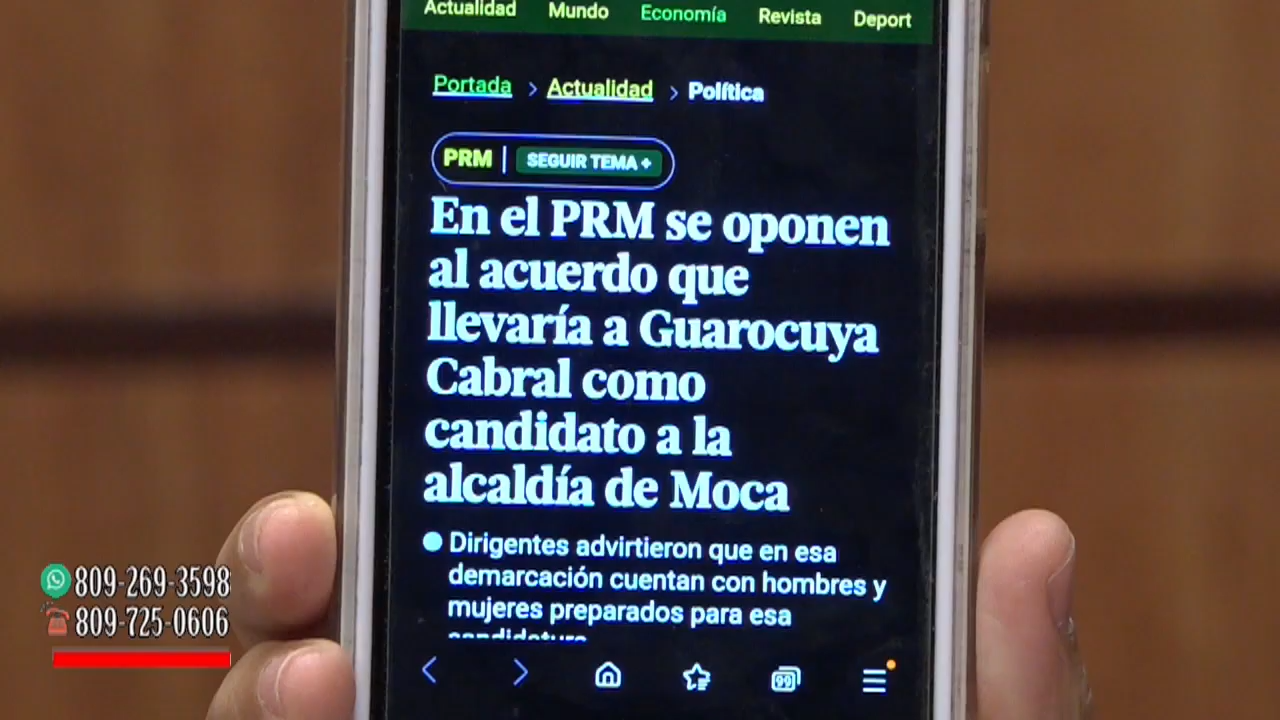 Actualidad Mundo Economía Revista Deport
Portada > Actualidad > Política
PRM | SEGUIR TEMA +
En el PRM se oponen
al acuerdo que
llevaría a Guarocuya
Cabral como
candidato a la
alcaldía de Moca
Dirigentes advirtieron que en esa
demarcación cuentan con hombres y
mujeres preparados para esa
candidatura
99
809-269-3598
809-725-0606